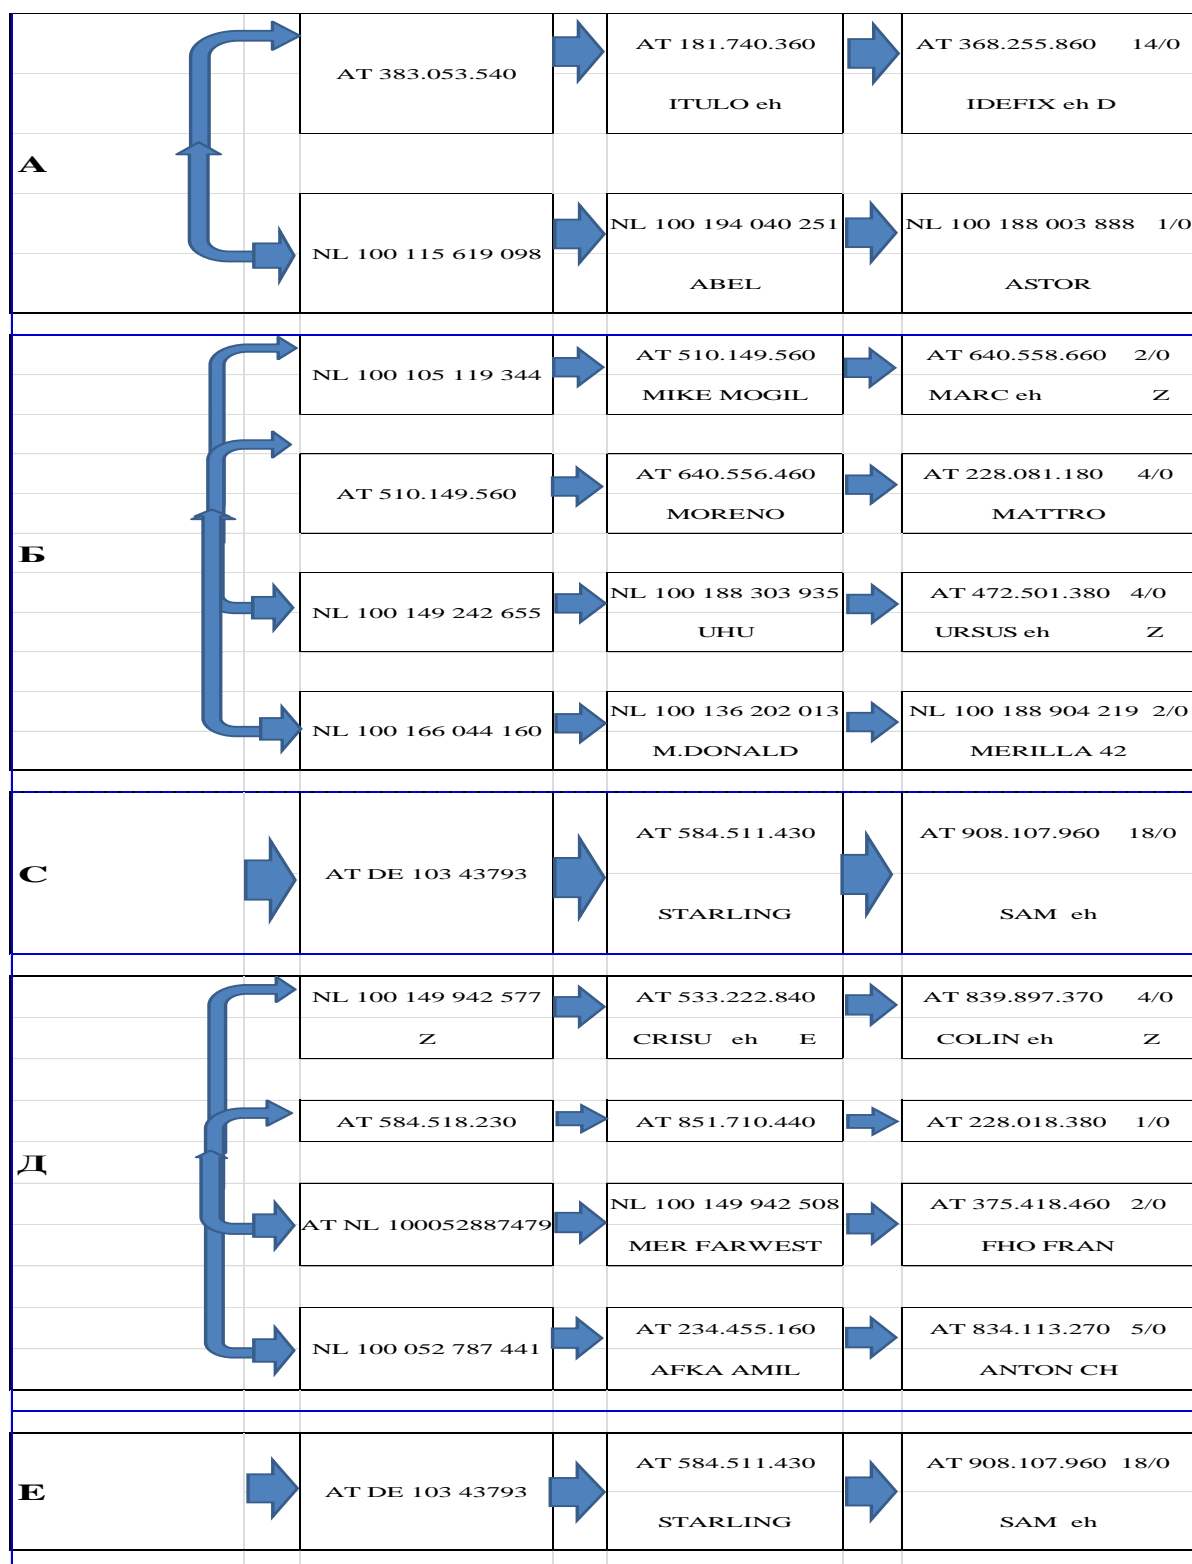 AT 181.740.360
AT 368.255.860 14/0
AT 383.053.540
ITULO eh
IDEFIX eh D
А
NL 100 194 040 251
NL 100 188 003 888 1/0
NL 100 115 619 098
ABEL
ASTOR
AT 510.149.560
AT 640.558.660 2/0
NL 100 105 119 344
MIKE MOGIL
MARC eh Z
AT 640.556.460
AT 228.081.180 4/0
AT 510.149.560
MORENO
MATTRO
Б
NL 100 188 303 935
AT 472.501.380 4/0
NL 100 149 242 655
UHU
URSUS eh Z
NL 100 136 202 013
NL 100 188 904 219 2/0
NL 100 166 044 160
M.DONALD
MERILLA 42
AT 584.511.430
AT 908.107.960 18/0
С
AT DE 103 43793
STARLING
SAM eh
NL 100 149 942 577
AT 533.222.840
AT 839.897.370 4/0
Z
CRISU eh E
COLIN eh Z
AT 584.518.230
AT 851.710.440
AT 228.018.380 1/0
Д
NL 100 149 942 508
AT 375.418.460 2/0
AT NL 100052887479
MER FARWEST
FHO FRAN
AT 234.455.160
AT 834.113.270 5/0
NL 100 052 787 441
AFKA AMIL
ANTON CH
AT 584.511.430
AT 908.107.960 18/0
Е
AT DE 103 43793
STARLING
SAM eh